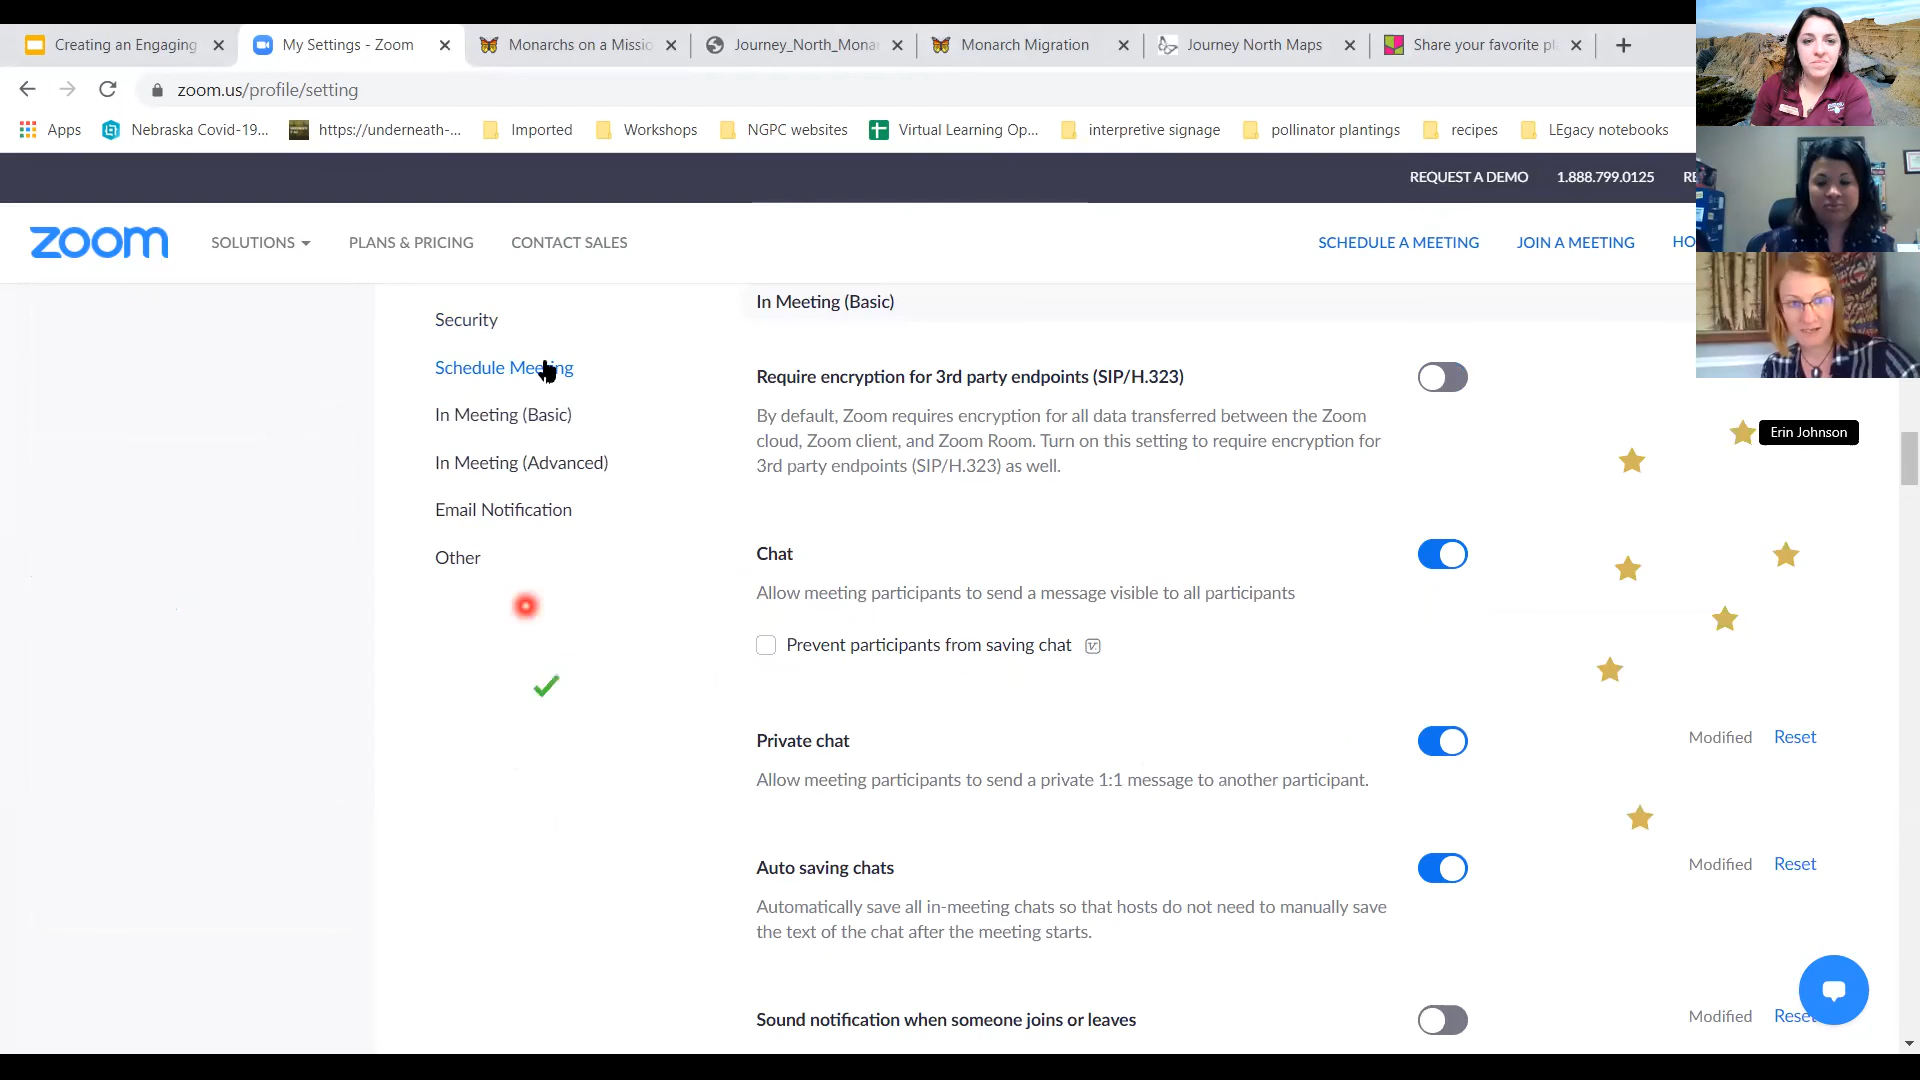 Creating an Engaging
My Settings - Zoom
Monarchs on a Missio
Journey_North_Mona
Monarch Migration
Journey North Maps
Share your favorite pl
zoom.us/profile/setting
Apps
Nebraska Covid-19...
https://underneath-...
Imported
Workshops
NGPC websites
Virtual Learning Op...
interpretive signage
pollinator plantings
recipes
LEgacy notebooks
REQUEST A DEMO
1.888.799.0125
RE
zoom
SOLUTIONS
PLANS & PRICING
CONTACT SALES
SCHEDULE A MEETING
JOIN A MEETING
HO
Security
Schedule Meeting
In Meeting (Basic)
In Meeting (Advanced)
Email Notification
Other
In Meeting (Basic)
Require encryption for 3rd party endpoints (SIP/H.323)
By default, Zoom requires encryption for all data transferred between the Zoom
cloud, Zoom client, and Zoom Room. Turn on this setting to require encryption for
3rd party endpoints (SIP/H.323) as well.
Erin Johnson
Chat
Allow meeting participants to send a message visible to all participants
Prevent participants from saving chat
Private chat
Modified Reset
Allow meeting participants to send a private 1:1 message to another participant.
Auto saving chats
Modified Reset
Automatically save all in-meeting chats so that hosts do not need to manually save
the text of the chat after the meeting starts.
Sound notification when someone joins or leaves
Modified Reset